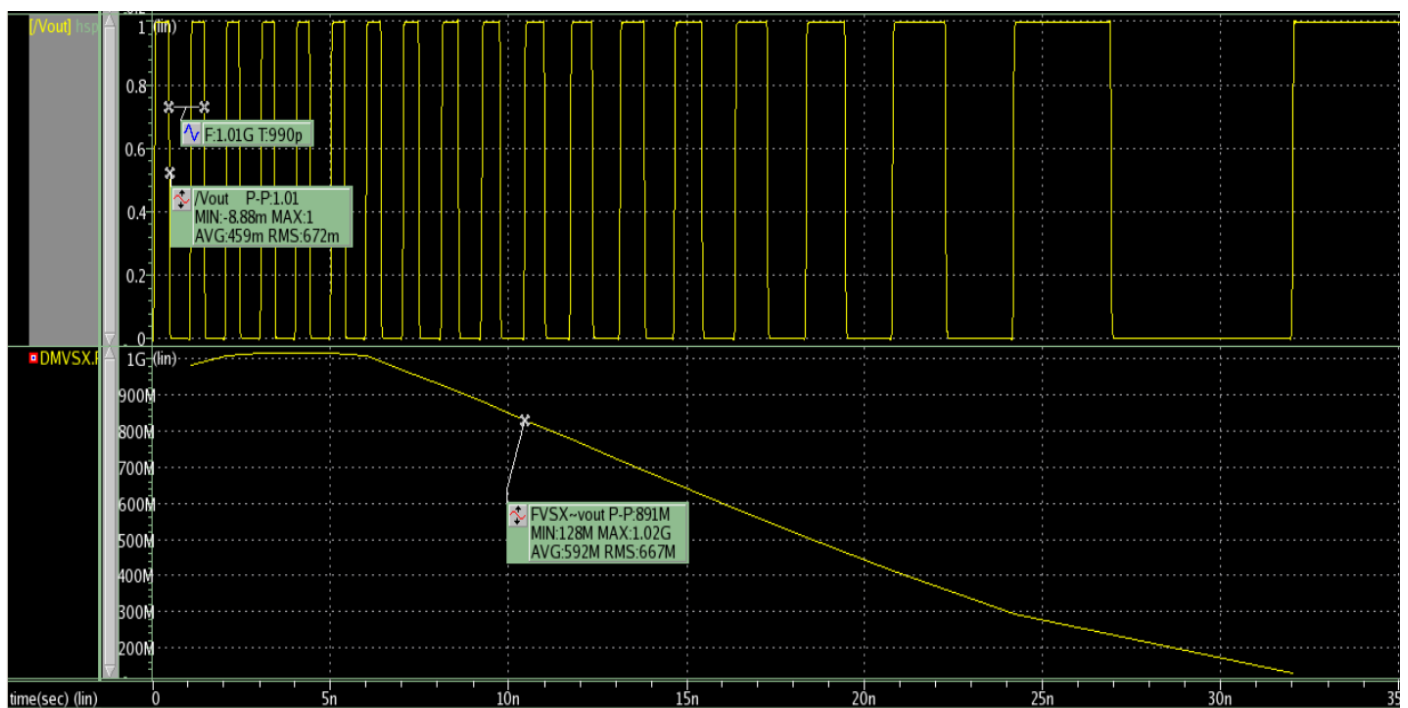 [/Vout] hsp
1 (lin)
0.8
F:1.01G T:990p
0.6
/Vout P-P:1.01
MIN:-8.88m MAX:1
AVG:459m RMS:672m
0.4
0.2
0
DMVSX.F
1G (lin)
900M
800M
700M
600M
FVSX~vout P-P:891M
MIN:128M MAX:1.02G
AVG:592M RMS:667M
500M
400M
300M
200M
time(sec) (lin)
0 5n 10n 15n 20n 25n 30n 35